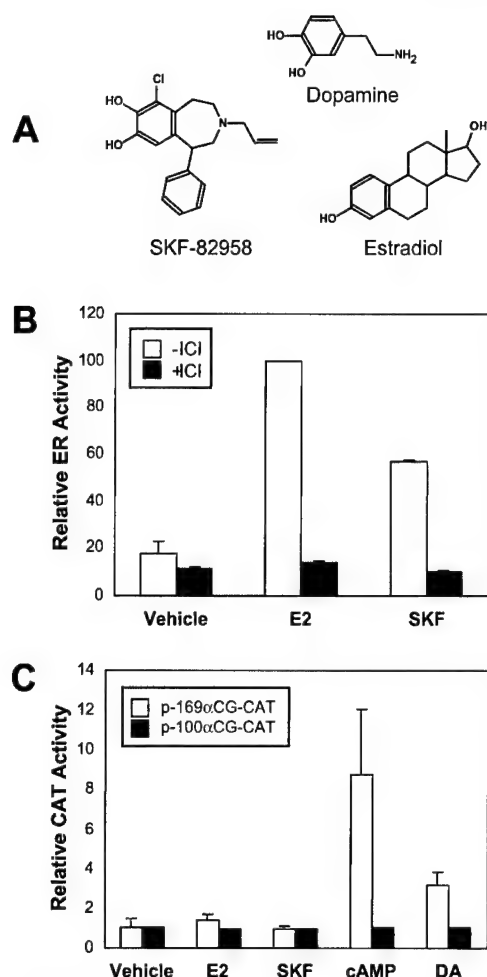 A
HO
HO
NH2
Dopamine
Cl
HO
HO
N
SKF-82958
OH
HO
Estradiol
B
Relative ER Activity
120
100
80
60
40
20
0
-ICI
+ICI
Vehicle E2 SKF
C
Relative CAT Activity
14
12
10
8
6
4
2
0
p-169αCG-CAT
p-100αCG-CAT
Vehicle E2 SKF cAMP DA